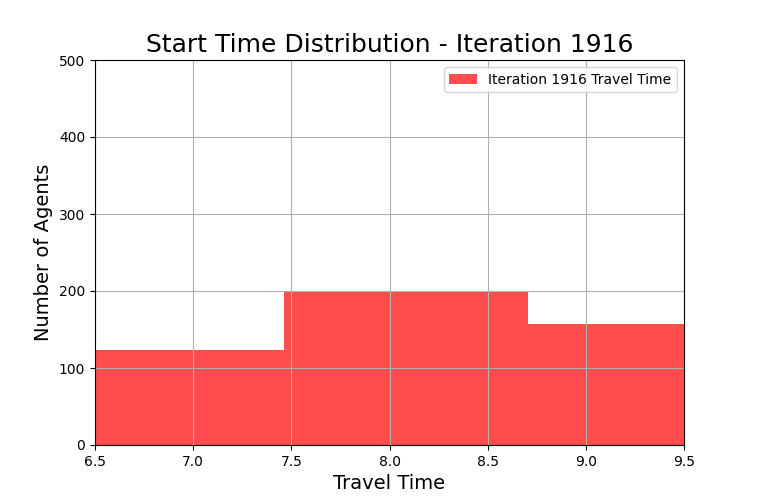 Start Time Distribution - Iteration 1916
Iteration 1916 Travel Time
Number of Agents
500
400
300
200
100
0
6.5 7.0 7.5 8.0 8.5 9.0 9.5
Travel Time